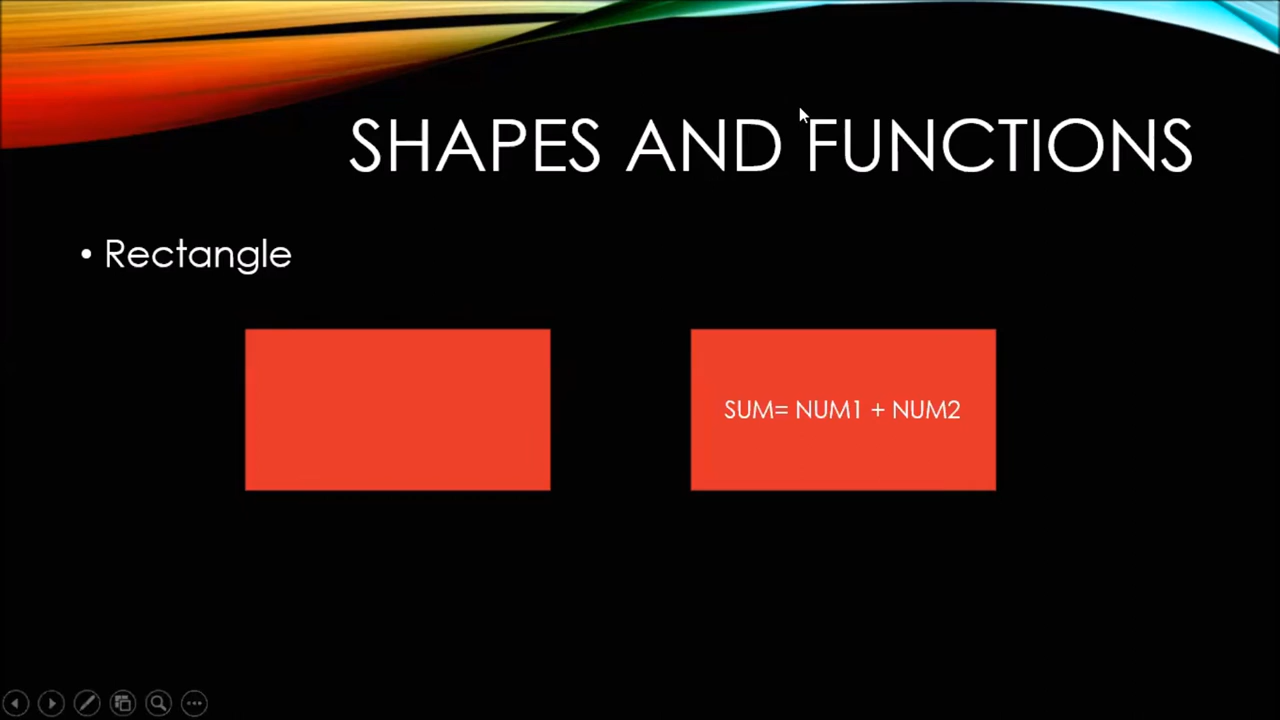 SHAPES AND FUNCTIONS
• Rectangle
SUM= NUM1 + NUM2